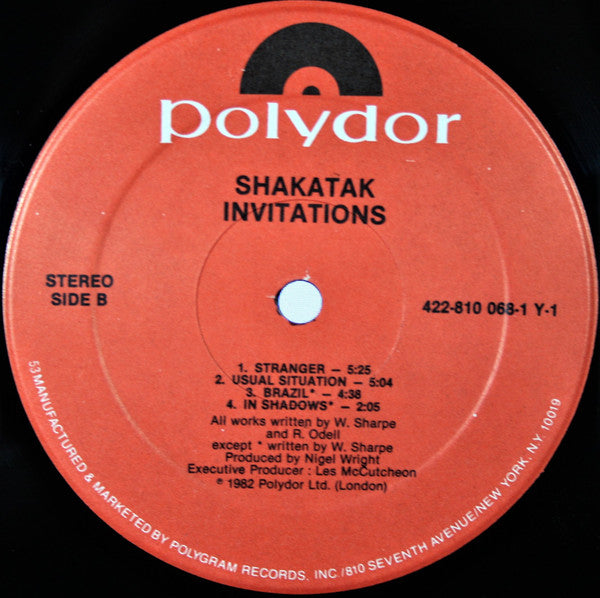 polydor
SHAKATAK
INVITATIONS
STEREO
SIDE B
422-810 068-1 Y-1
1. STRANGER – 5:25
2. USUAL SITUATION – 5:04
3. BRAZIL* – 4:38
4. IN SHADOWS* – 2:05
All works written by W. Sharpe
and R. Odell
except * written by W. Sharpe
Produced by Nigel Wright
Executive Producer : Les McCutcheon
℗ 1982 Polydor Ltd. (London)
53 MANUFACTURED & MARKETED BY POLYGRAM RECORDS, INC./810 SEVENTH AVENUE/NEW YORK, N.Y. 10019